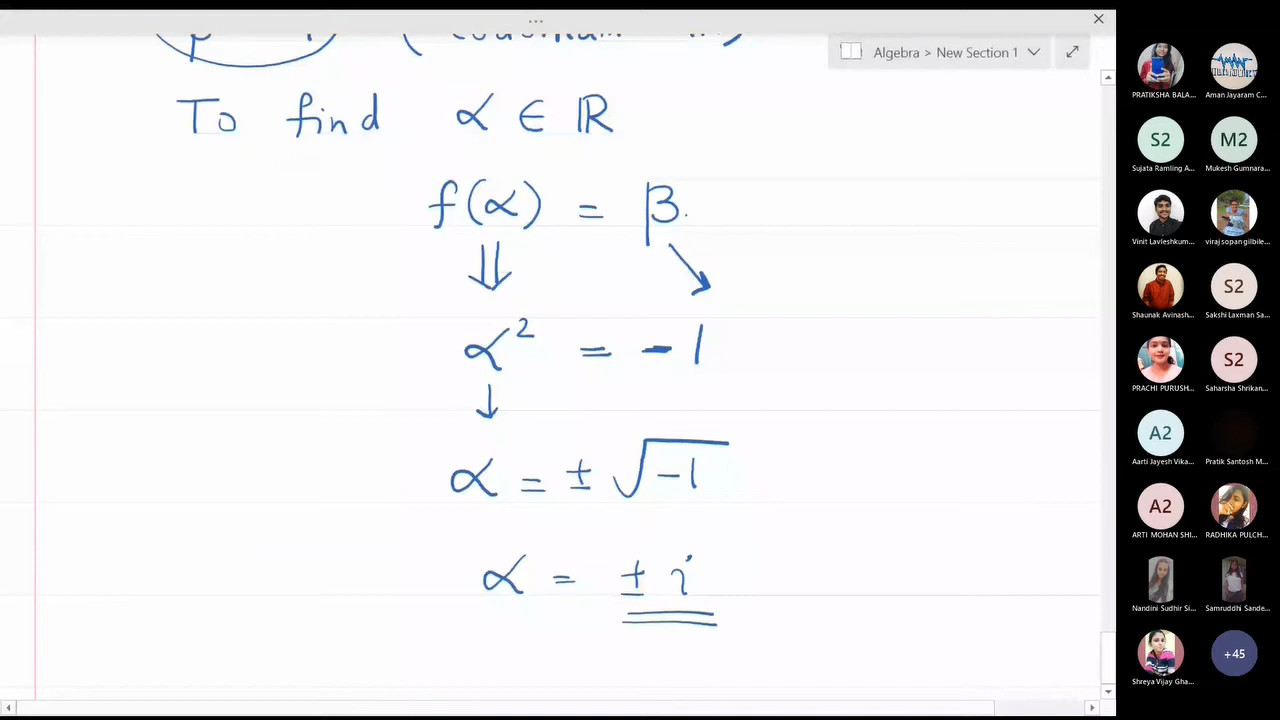 Algebra > New Section 1
To find α ∈ ℝ
f(α) = β.
⇓ ↘
α² = -1
↓
α = ± √-1
α = ± i
PRATIKSHA BALA... Aman Jayaram C...
S2 M2
Sujata Ramling A... Mukesh Gumnara...
Vinit Lavleshkum... viraj sopan gilbile...
S2
Shaunak Avinash... Sakshi Laxman Sa...
S2
PRACHI PURUSH... Saharsha Shrikan...
A2
Aarti Jayesh Vika... Pratik Santosh M...
A2
ARTI MOHAN SHI... RADHIKA PULCH...
Nandini Sudhir Si... Samruddhi Sande...
+45
Shreya Vijay Gha...